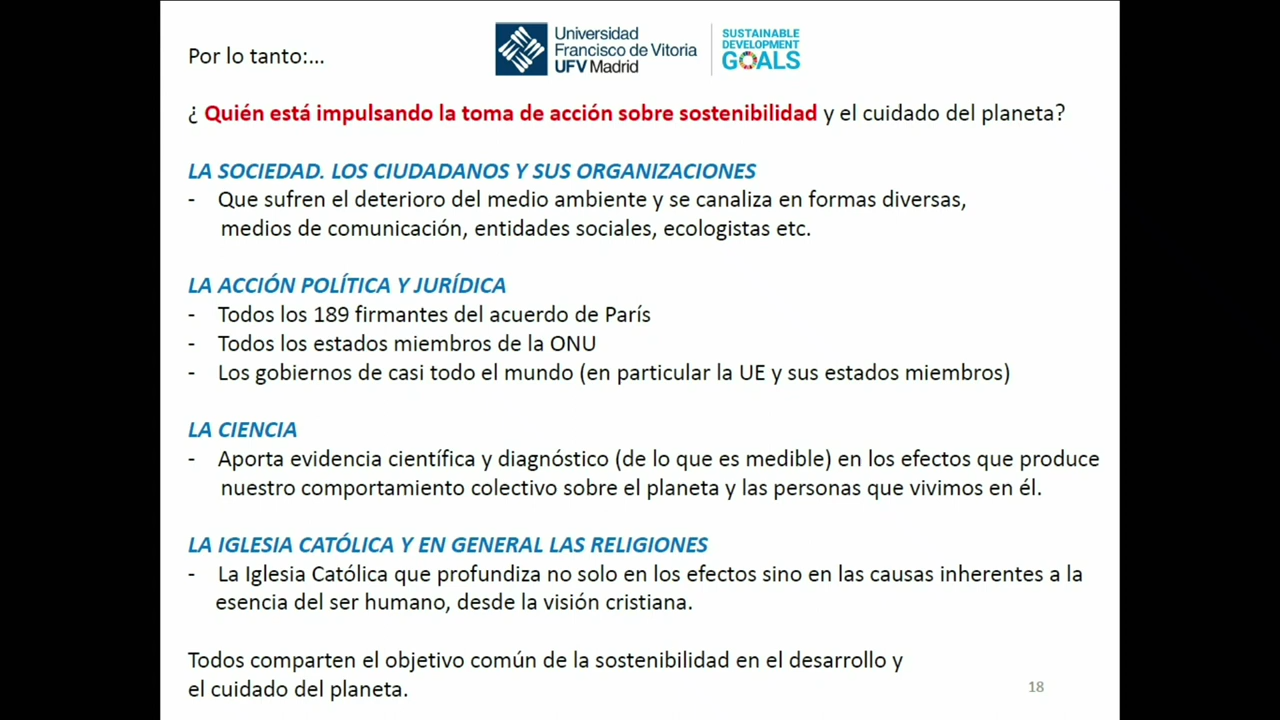 Por lo tanto:...
Universidad
Francisco de Vitoria
UFV Madrid
SUSTAINABLE
DEVELOPMENT
GOALS
¿ Quién está impulsando la toma de acción sobre sostenibilidad y el cuidado del planeta?
LA SOCIEDAD. LOS CIUDADANOS Y SUS ORGANIZACIONES
- Que sufren el deterioro del medio ambiente y se canaliza en formas diversas,
medios de comunicación, entidades sociales, ecologistas etc.
LA ACCIÓN POLÍTICA Y JURÍDICA
- Todos los 189 firmantes del acuerdo de París
- Todos los estados miembros de la ONU
- Los gobiernos de casi todo el mundo (en particular la UE y sus estados miembros)
LA CIENCIA
- Aporta evidencia científica y diagnóstico (de lo que es medible) en los efectos que produce
nuestro comportamiento colectivo sobre el planeta y las personas que vivimos en él.
LA IGLESIA CATÓLICA Y EN GENERAL LAS RELIGIONES
- La Iglesia Católica que profundiza no solo en los efectos sino en las causas inherentes a la
esencia del ser humano, desde la visión cristiana.
Todos comparten el objetivo común de la sostenibilidad en el desarrollo y
el cuidado del planeta.
18